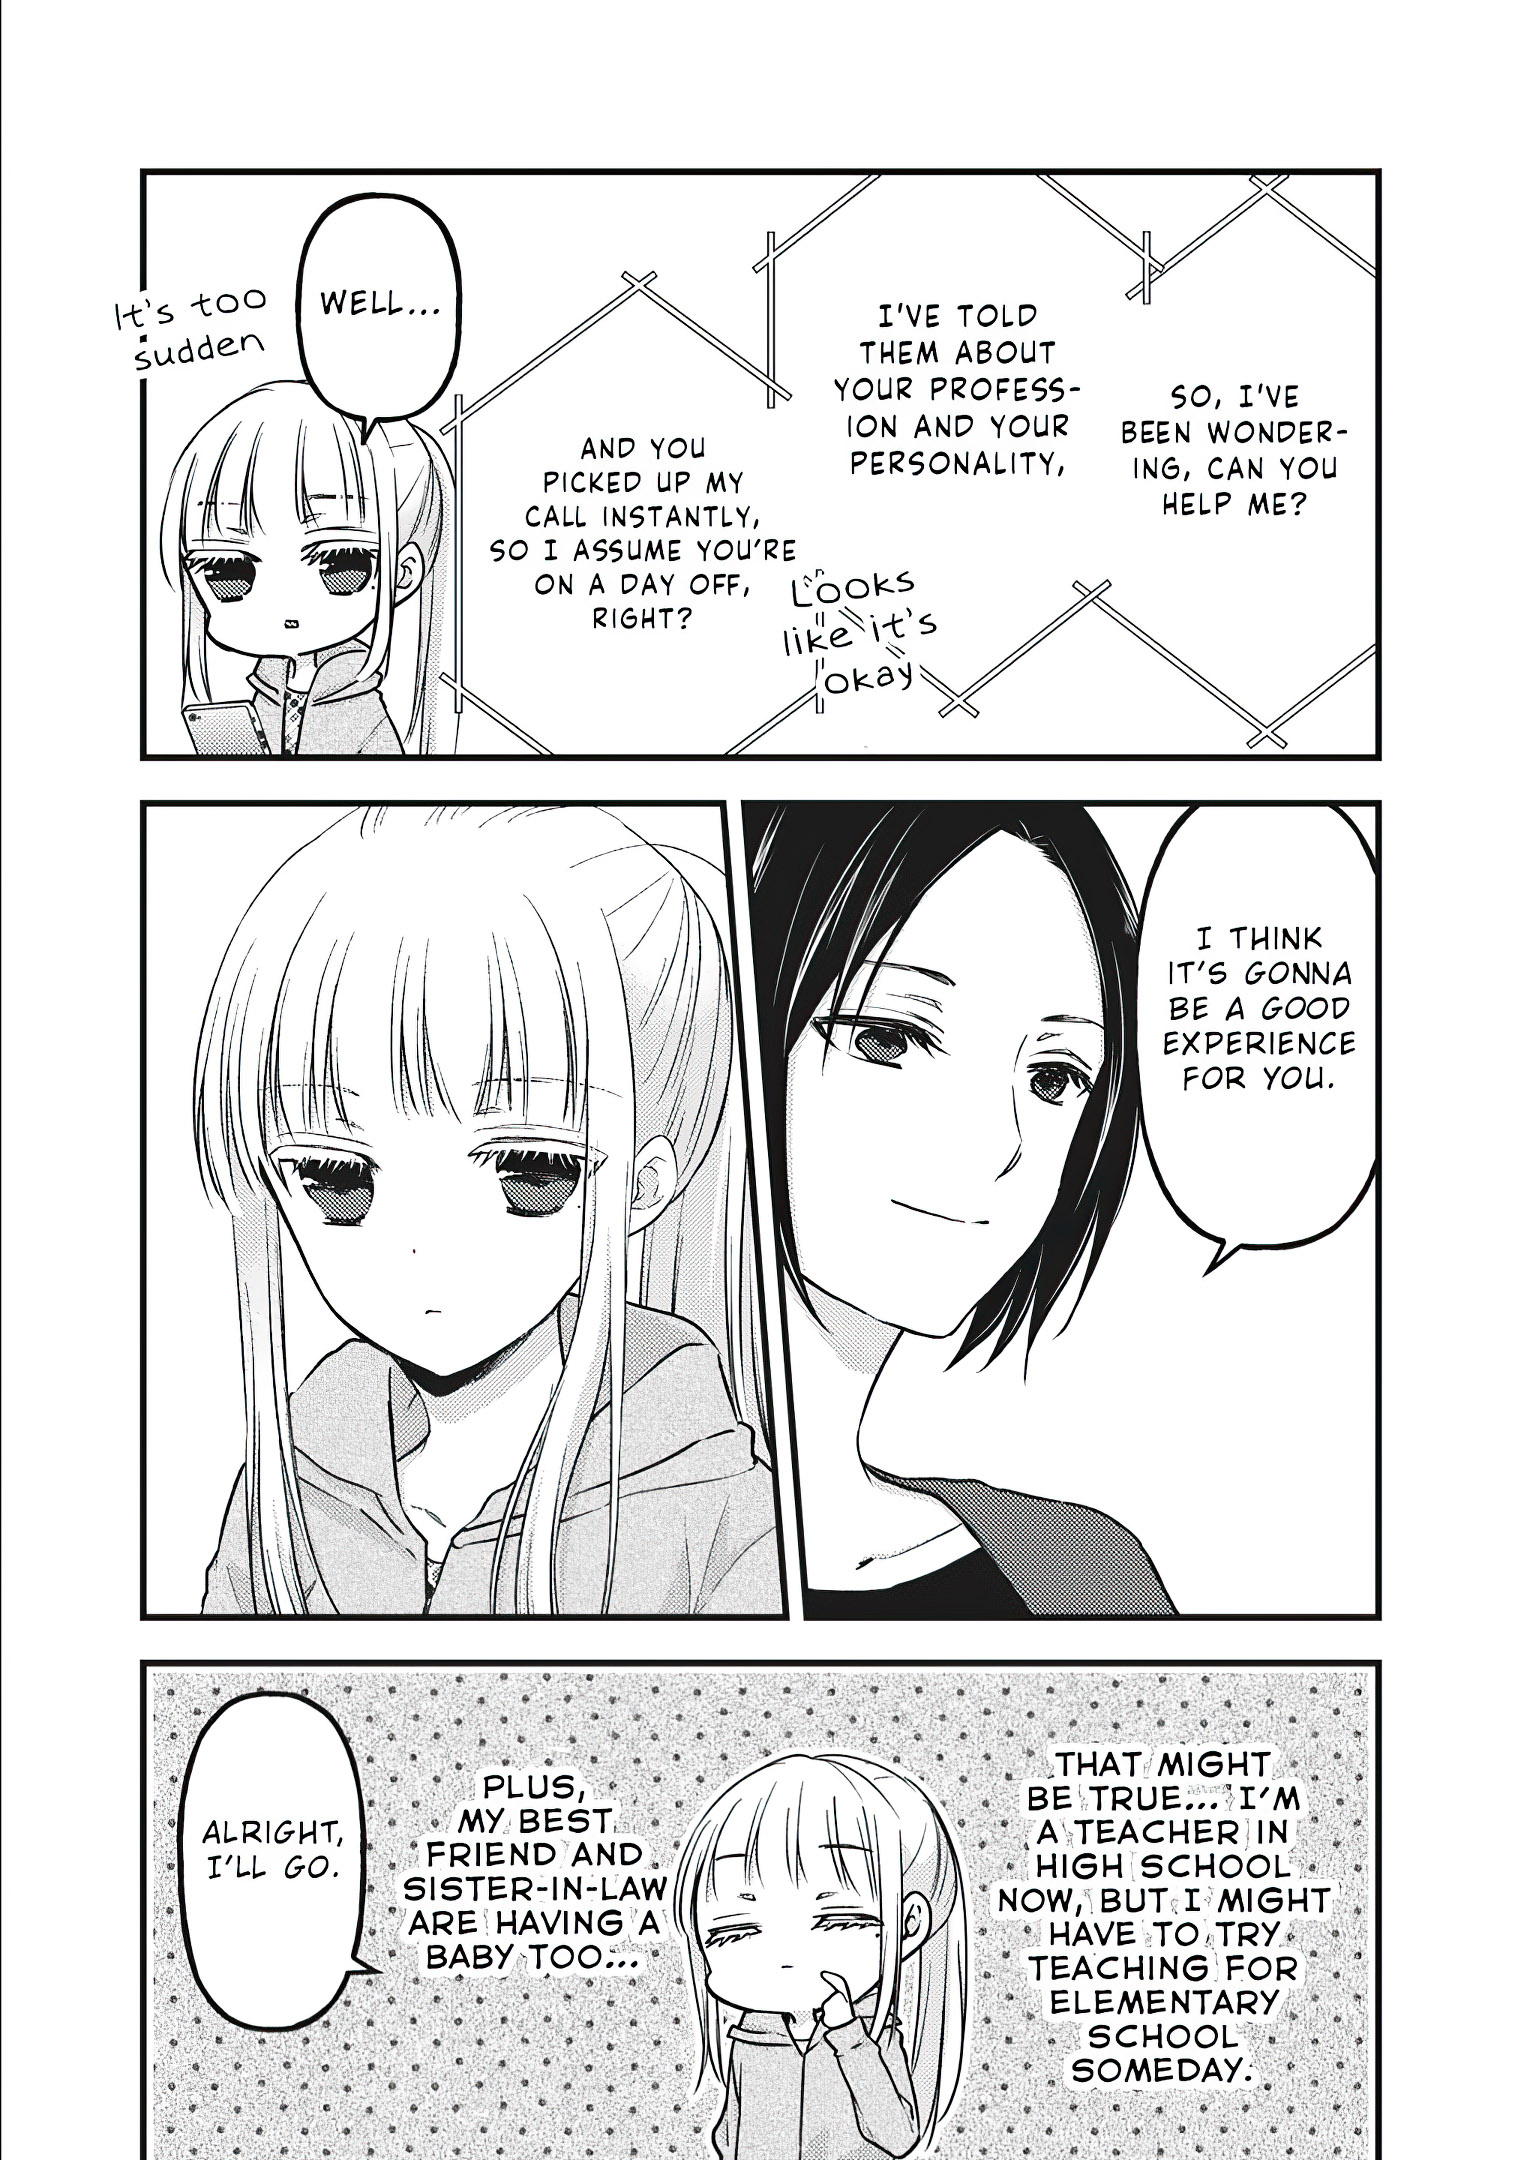 SO, I'VE
BEEN WONDER-
ING, CAN YOU
HELP ME?
I'VE TOLD
THEM ABOUT
YOUR PROFESS-
ION AND YOUR
PERSONALITY,
AND YOU
PICKED UP MY
CALL INSTANTLY,
SO I ASSUME YOU'RE
ON A DAY OFF,
RIGHT?
Looks
like it's
okay
WELL...
It's too
sudden
I THINK
IT'S GONNA
BE A GOOD
EXPERIENCE
FOR YOU.
THAT MIGHT
BE TRUE... I'M
A TEACHER IN
HIGH SCHOOL
NOW, BUT I MIGHT
HAVE TO TRY
TEACHING FOR
ELEMENTARY
SCHOOL
SOMEDAY.
PLUS,
MY BEST
FRIEND AND
SISTER-IN-LAW
ARE HAVING A
BABY TOO...
ALRIGHT,
I'LL GO.